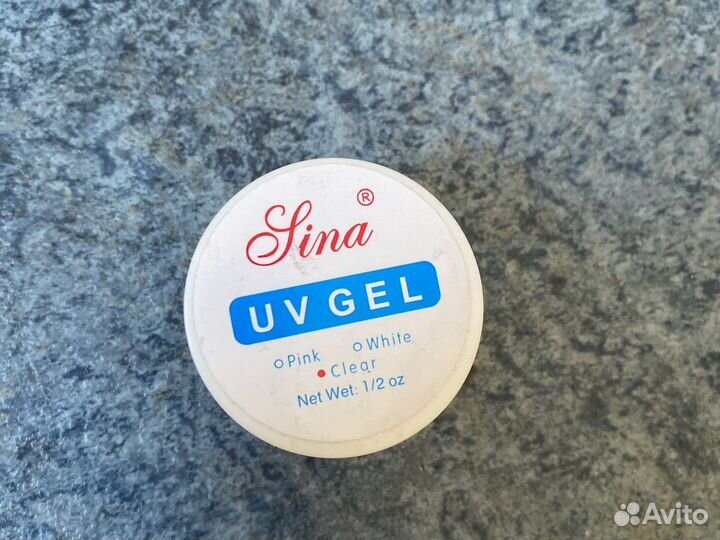 Sina ®
UV GEL
Pink White
Clear
Net Wet: 1/2 oz
Avito